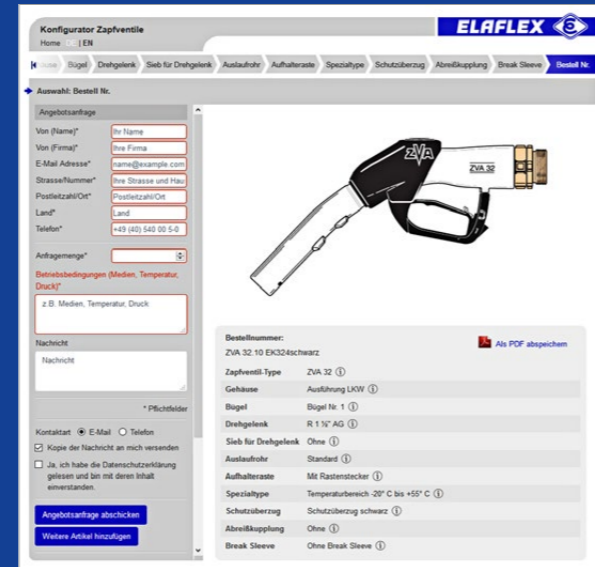 Konfigurator Zapfventile
ELAFLEX
Home | EN
Bügel Drehgelenk Sieb für Drehgelenk Auslaufrohr Aufhalteraste Spezialtype Schutzüberzug Abreißkupplung Break Sleeve Bestell Nr.
Auswahl: Bestell Nr.
Angebotsanfrage
Von (Name)* Ihr Name
Von (Firma)* Ihre Firma
E-Mail Adresse* name@example.com
Strasse/Nummer* Ihre Strasse und Hau
Postleitzahl/Ort* Postleitzahl/Ort
Land* Land
Telefon* +49 (40) 540 00 5-0
Anfragemenge*
Betriebsbedingungen (Medien, Temperatur,
Druck)*
z.B. Medien, Temperatur, Druck
Nachricht
Nachricht
* Pflichtfelder
Kontaktart E-Mail Telefon
Kopie der Nachricht an mich versenden
Ja, ich habe die Datenschutzerklärung
gelesen und bin mit deren Inhalt
einverstanden.
Angebotsanfrage abschicken
Weitere Artikel hinzufügen
ZVA
ZVA 32
Bestellnummer:
ZVA 32.10 EK324schwarz
Als PDF abspeichern
Zapfventil-Type ZVA 32
Gehäuse Ausführung LKW
Bügel Bügel Nr. 1
Drehgelenk R 1 ½" AG
Sieb für Drehgelenk Ohne
Auslaufrohr Standard
Aufhalteraste Mit Rastenstecker
Spezialtype Temperaturbereich -20° C bis +55° C
Schutzüberzug Schutzüberzug schwarz
Abreißkupplung Ohne
Break Sleeve Ohne Break Sleeve